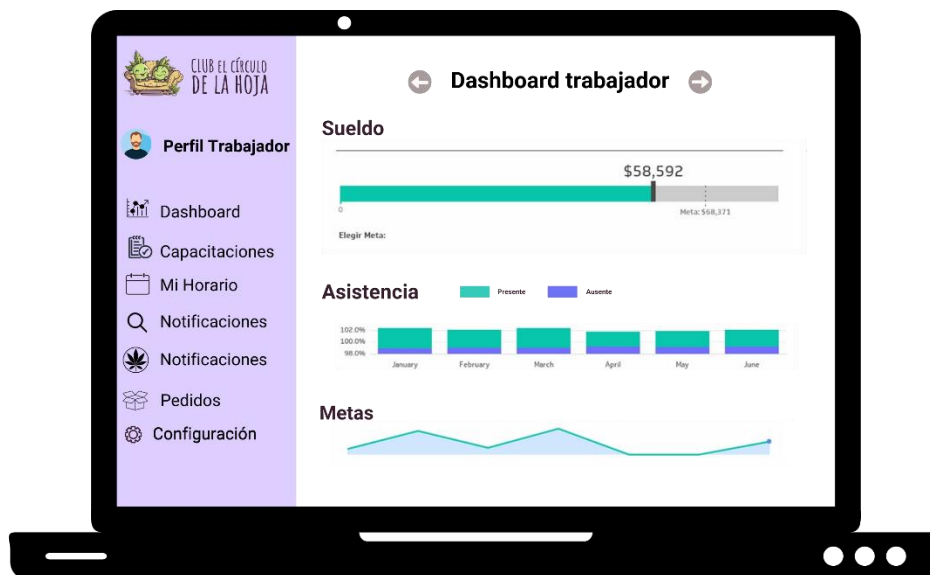 CLUB EL CÍRCULO
DE LA HOJA
Perfil Trabajador
Dashboard
Capacitaciones
Mi Horario
Notificaciones
Notificaciones
Pedidos
Configuración
Dashboard trabajador
Sueldo
$58,592
0
Meta: $68,371
Elegir Meta:
Asistencia
Presente
Ausente
102.0%
100.0%
98.0%
January
February
March
April
May
June
Metas